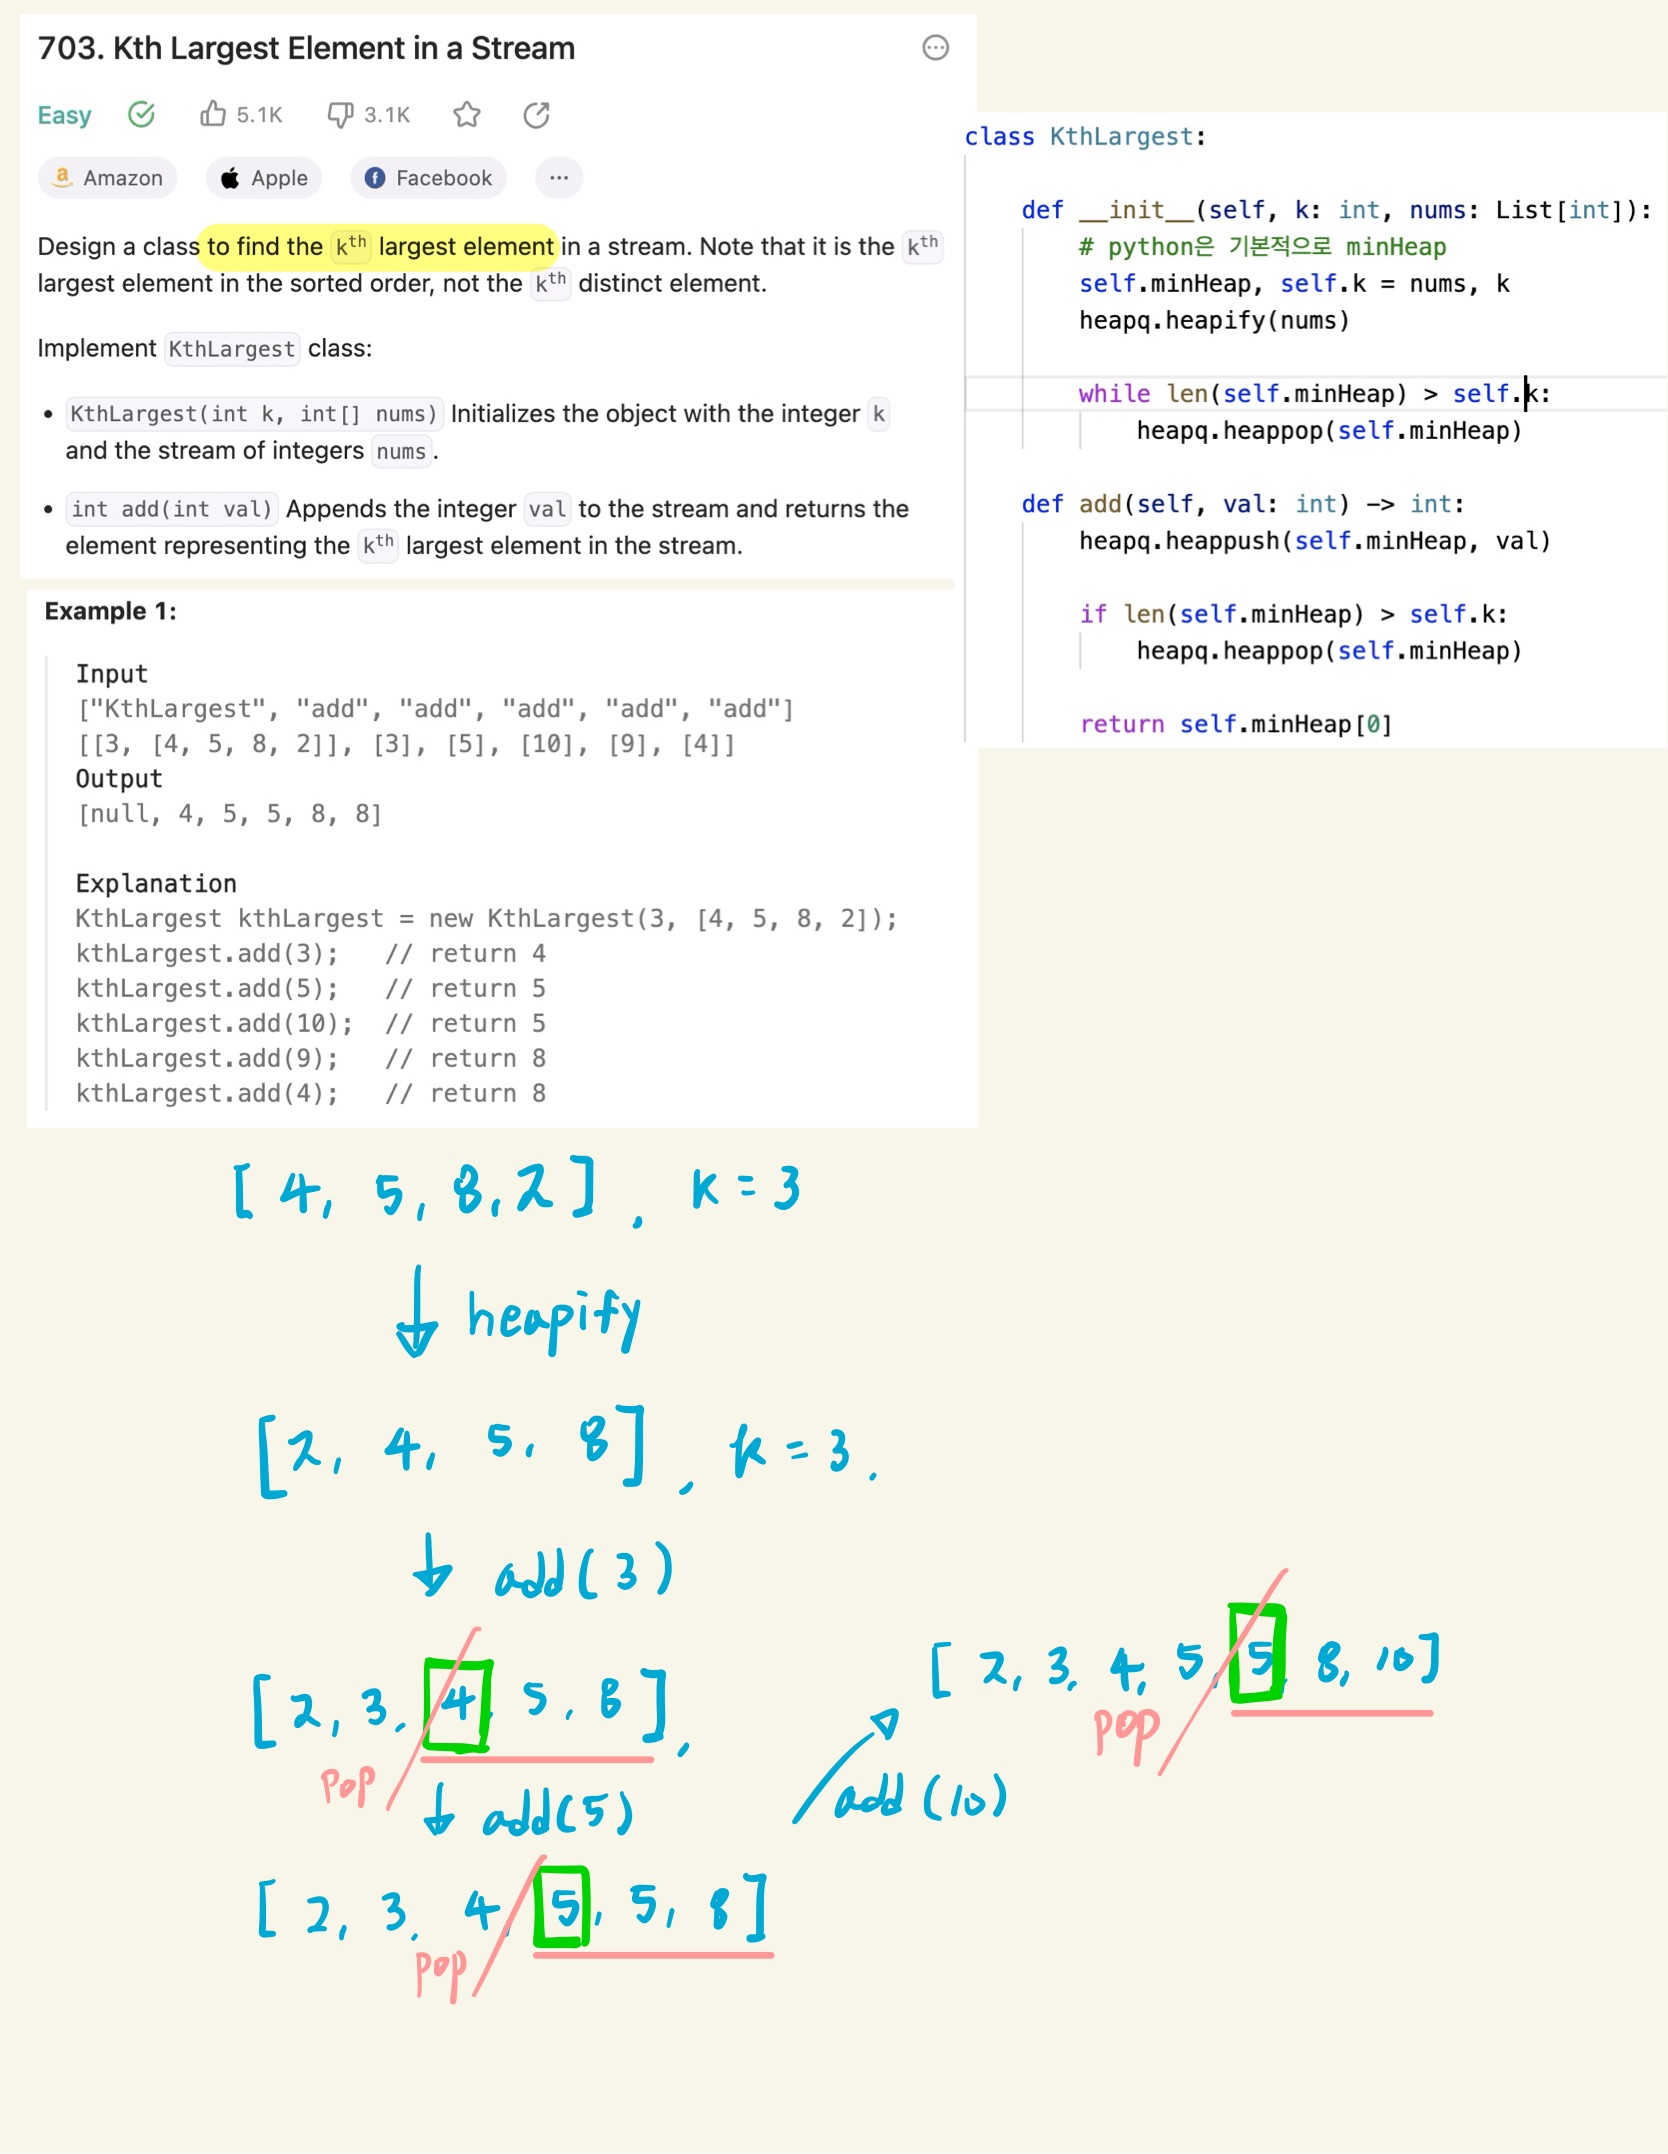 703. Kth Largest Element in a Stream
Easy 5.1K 3.1K
Amazon Apple Facebook ...
Design a class to find the kth largest element in a stream. Note that it is the kth
largest element in the sorted order, not the kth distinct element.
Implement KthLargest class:
• KthLargest(int k, int[] nums) Initializes the object with the integer k
and the stream of integers nums.
• int add(int val) Appends the integer val to the stream and returns the
element representing the kth largest element in the stream.
Example 1:
Input
["KthLargest", "add", "add", "add", "add", "add"]
[[3, [4, 5, 8, 2]], [3], [5], [10], [9], [4]]
Output
[null, 4, 5, 5, 8, 8]
Explanation
KthLargest kthLargest = new KthLargest(3, [4, 5, 8, 2]);
kthLargest.add(3);   // return 4
kthLargest.add(5);   // return 5
kthLargest.add(10);  // return 5
kthLargest.add(9);   // return 8
kthLargest.add(4);   // return 8
class KthLargest:
def __init__(self, k: int, nums: List[int]):
# python은 기본적으로 minHeap
self.minHeap, self.k = nums, k
heapq.heapify(nums)
while len(self.minHeap) > self.k:
heapq.heappop(self.minHeap)
def add(self, val: int) -> int:
heapq.heappush(self.minHeap, val)
if len(self.minHeap) > self.k:
heapq.heappop(self.minHeap)
return self.minHeap[0]
[ 4, 5, 8, 2 ], k = 3
heapify
[2, 4, 5, 8], k = 3.
add(3)
[2, 3, 4, 5, 8],
pop
add(5)
[ 2, 3, 4, 5, 5, 8]
pop
add (10)
[ 2, 3, 4, 5, 5, 8, 10]
pop